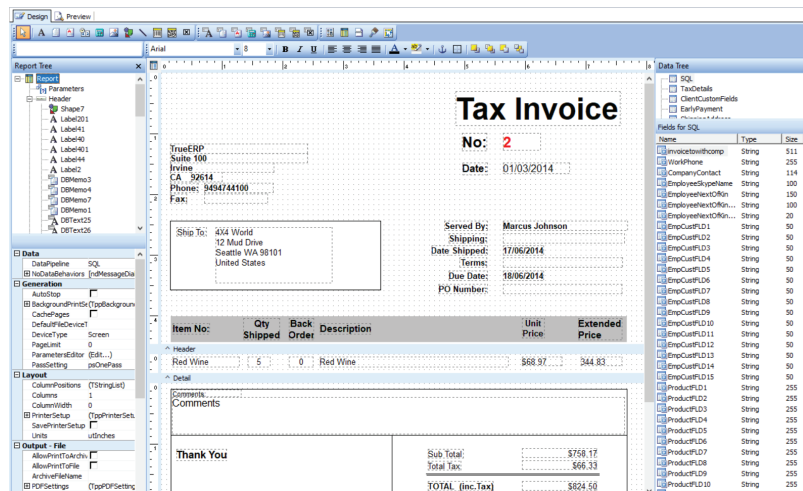 Design Preview
Arial 8 B I U
Report Tree
Report
Parameters
Header
Shape7
Label201
Label41
Label40
Label401
Label44
Label2
DBMemo3
DBMemo4
DBMemo7
DBMemo1
DBText25
DBText26
Data
DataPipeline SQL
NoDataBehaviors [ndMessageDia
Generation
AutoStop
BackgroundPrintSe (TppBackgroun
CachePages
DefaultFileDeviceT
DeviceType Screen
PageLimit 0
ParametersEditor (Edit...)
PassSetting psOnePass
Layout
ColumnPositions (TStringList)
Columns 1
ColumnWidth 0
PrinterSetup (TppPrinterSetu
SavePrinterSetup
Units utInches
Output - File
AllowPrintToArchiv
AllowPrintToFile
ArchiveFileName
PDFSettings (TppPDFSetting
Tax Invoice
No: 2
Date: 01/03/2014
TrueERP
Suite 100
Irvine
CA 92614
Phone: 9494744100
Fax:
Ship To: 4X4 World
12 Mud Drive
Seattle WA 98101
United States
Served By: Marcus Johnson
Shipping:
Date Shipped: 17/06/2014
Terms:
Due Date: 18/06/2014
PO Number:
Item No: Qty Shipped Back Order Description Unit Price Extended Price
Header
Red Wine 5 0 Red Wine $68.97 344.83
Detail
Comments
Comments
Thank You
Sub Total: $758.17
Total Tax: $66.33
TOTAL (inc.Tax) $824.50
Data Tree
SQL
TaxDetails
ClientCustomFields
EarlyPayment
ShippingAddress
Fields for SQL
Name Type Size
invoicetowithcomp String 511
WorkPhone String 255
CompanyContact String 114
EmployeeSkypeName String 100
EmployeeNextOfKin String 150
EmployeeNextOfKin... String 100
EmployeeNextOfKin... String 20
EmpCustFLD1 String 50
EmpCustFLD2 String 50
EmpCustFLD3 String 50
EmpCustFLD4 String 50
EmpCustFLD5 String 50
EmpCustFLD6 String 50
EmpCustFLD7 String 50
EmpCustFLD8 String 50
EmpCustFLD9 String 50
EmpCustFLD10 String 50
EmpCustFLD11 String 50
EmpCustFLD12 String 50
EmpCustFLD13 String 50
EmpCustFLD14 String 50
EmpCustFLD15 String 50
ProductFLD1 String 255
ProductFLD2 String 255
ProductFLD3 String 255
ProductFLD4 String 255
ProductFLD5 String 255
ProductFLD6 String 255
ProductFLD7 String 255
ProductFLD8 String 255
ProductFLD9 String 255
ProductFLD10 String 255